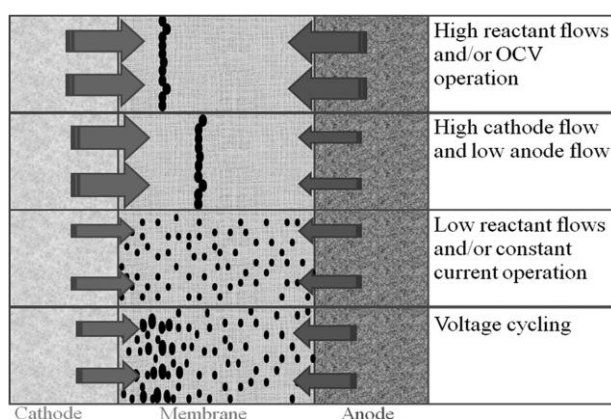 High reactant flows
and/or OCV
operation
High cathode flow
and low anode flow
Low reactant flows
and/or constant
current operation
Voltage cycling
Cathode Membrane Anode